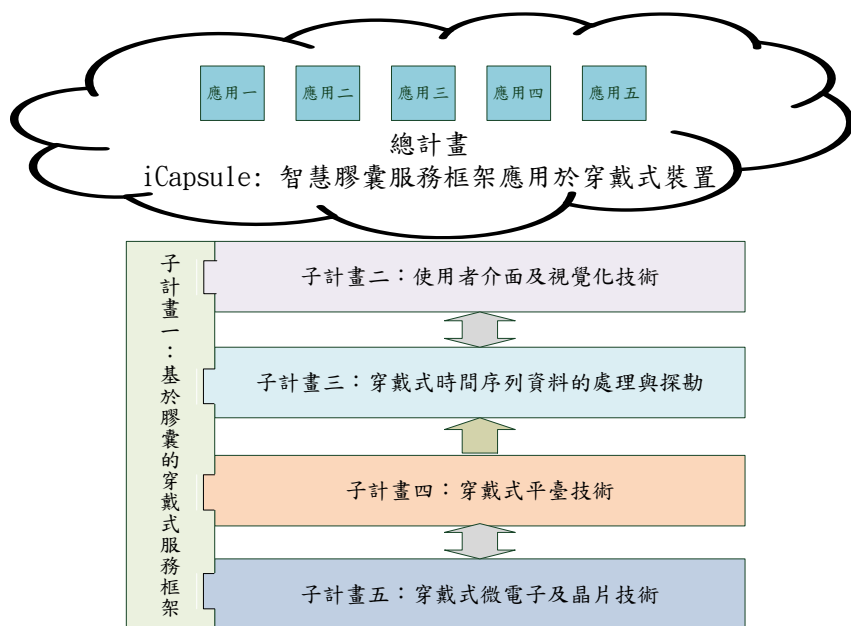 應用一
應用二
應用三
應用四
應用五
總計畫
iCapsule: 智慧膠囊服務框架應用於穿戴式裝置
子計畫一：基於膠囊的穿戴式服務框架
子計畫二：使用者介面及視覺化技術
子計畫三：穿戴式時間序列資料的處理與探勘
子計畫四：穿戴式平臺技術
子計畫五：穿戴式微電子及晶片技術